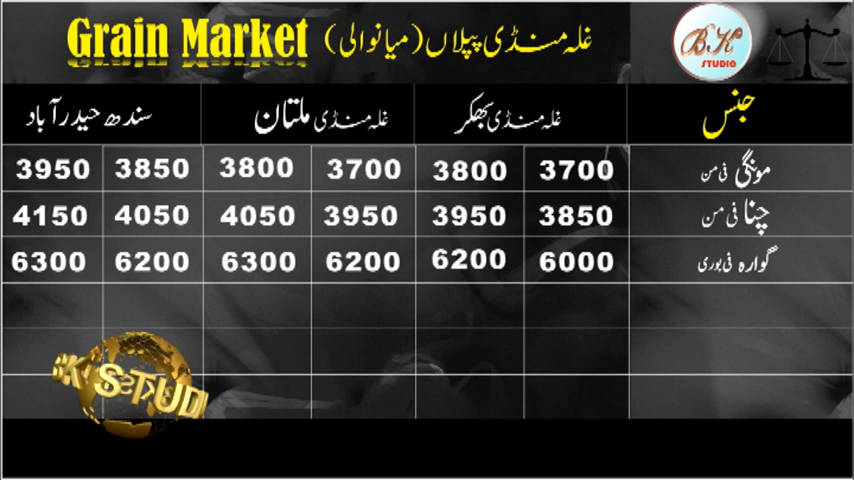 Grain Market غلہ منڈی پپلاں (میانوالی)
BK STUDIO
جنس غلہ منڈی بھکر غلہ منڈی ملتان سندھ حیدرآباد
مونگی فی من 3700 3800 3700 3800 3850 3950
چنا فی من 3850 3950 3950 4050 4050 4150
گوارہ فی بوری 6000 6200 6200 6300 6200 6300